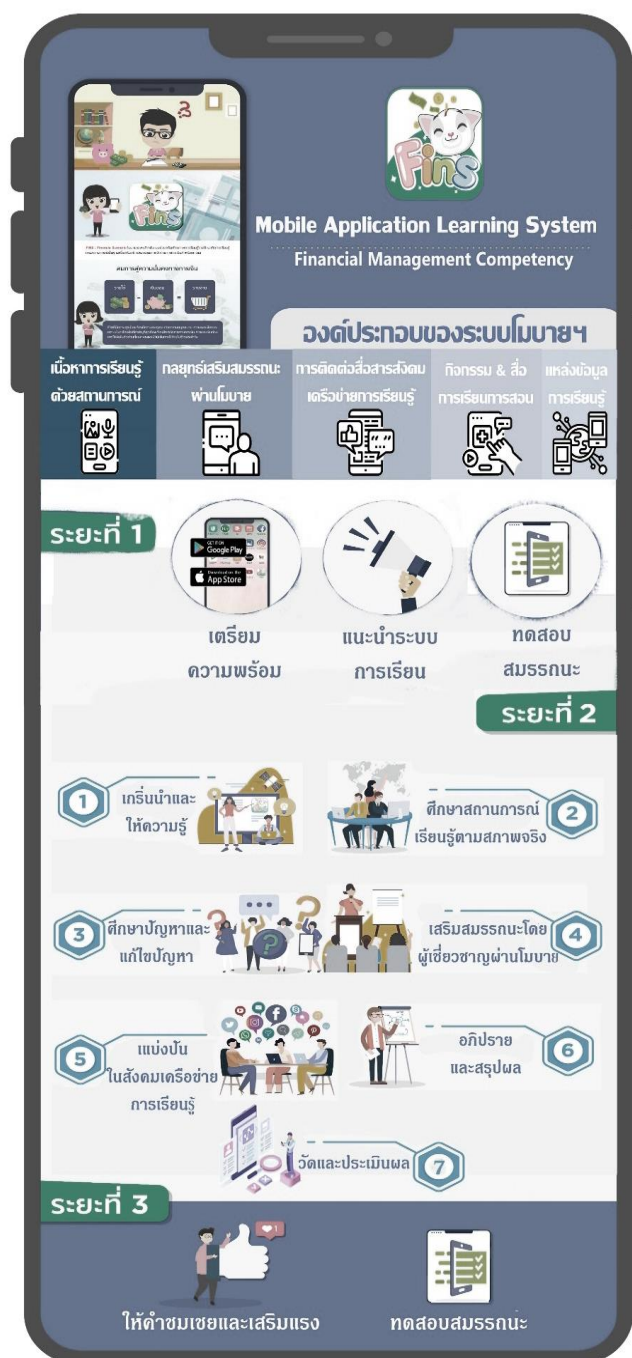 Fins
Fins
Mobile Application Learning System
Financial Management Competency
องค์ประกอบของระบบโมบายฯ
เนื้อหาการเรียนรู้
ด้วยสถานการณ์
กลยุทธ์เสริมสมรรถนะ
ผ่านโมบาย
การติดต่อสื่อสารสังคม
เครือข่ายการเรียนรู้
กิจกรรม & สื่อ
การเรียนการสอน
แหล่งข้อมูล
การเรียนรู้
ระยะที่ 1
GET IT ON
Google Play
Download on the
App Store
เตรียม
ความพร้อม
แนะนำระบบ
การเรียน
ทดสอบ
สมรรถนะ
ระยะที่ 2
1
เกริ่นนำและ
ให้ความรู้
ศึกษาสถานการณ์
เรียนรู้ตามสภาพจริง
2
3
ศึกษาปัญหาและ
แก้ไขปัญหา
เสริมสมรรถนะโดย
ผู้เชี่ยวชาญผ่านโมบาย
4
5
แบ่งปัน
ในสังคมเครือข่าย
การเรียนรู้
อภิปราย
และสรุปผล
6
วัดและประเมินผล
7
ระยะที่ 3
1
ให้คำชมเชยและเสริมแรง
ทดสอบสมรรถนะ